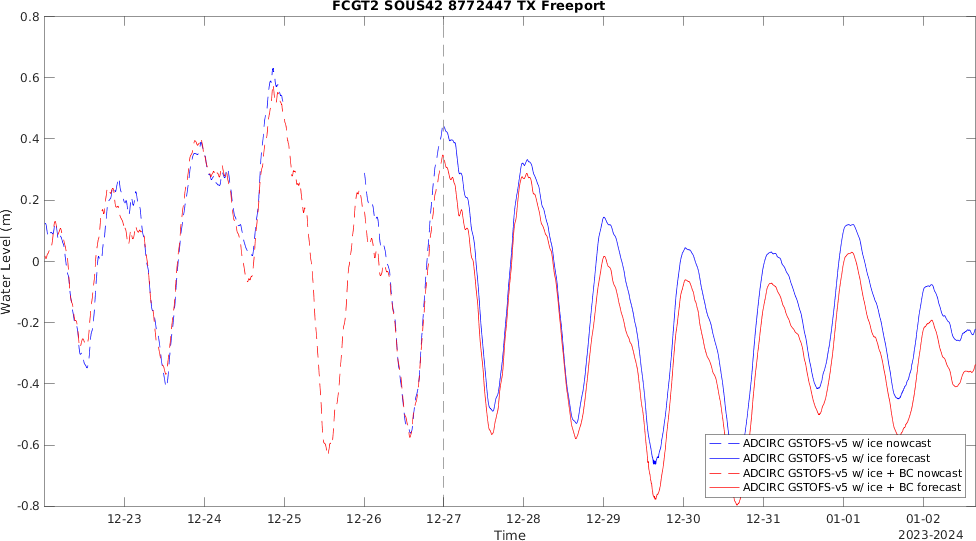 FCGT2 SOUS42 8772447 TX Freeport
0.8
0.6
0.4
0.2
0
-0.2
-0.4
-0.6
-0.8
Water Level (m)
ADCIRC GSTOFS-v5 w/ ice nowcast
ADCIRC GSTOFS-v5 w/ ice forecast
ADCIRC GSTOFS-v5 w/ ice + BC nowcast
ADCIRC GSTOFS-v5 w/ ice + BC forecast
12-23 12-24 12-25 12-26 12-27 12-28 12-29 12-30 12-31 01-01 01-02
Time
2023-2024